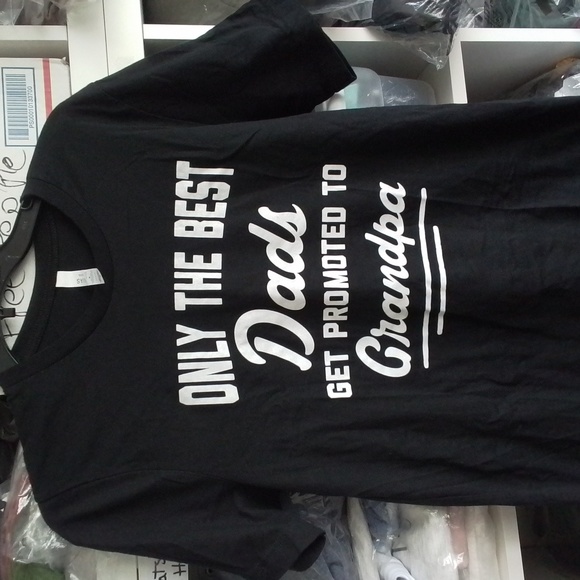 ONLY THE BEST
Dads
GET PROMOTED TO
Grandpa